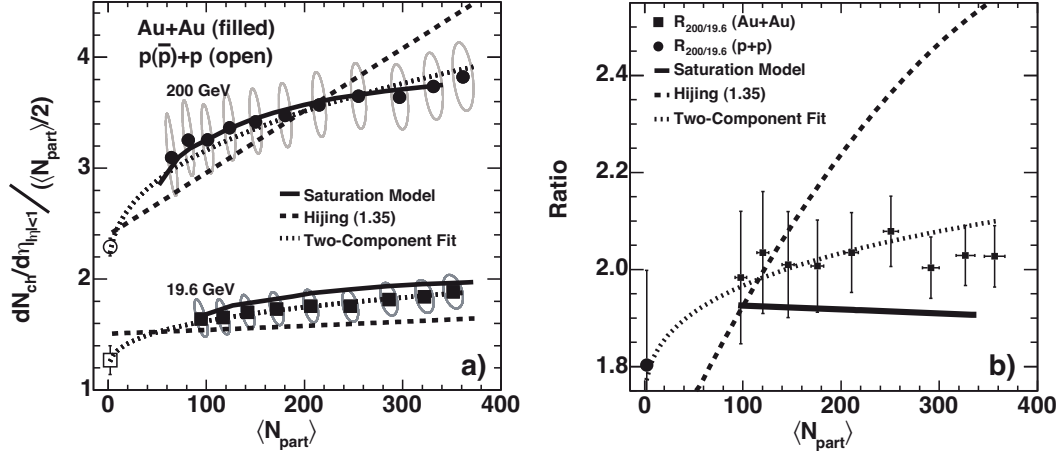 Au+Au (filled)
p(p̅)+p (open)
200 GeV
Saturation Model
Hijing (1.35)
Two-Component Fit
19.6 GeV
a)
4
3
2
1
0 100 200 300 400
⟨N_part⟩
dN_ch/dη_|η|<1 / (⟨N_part⟩/2)
R_200/19.6 (Au+Au)
R_200/19.6 (p+p)
Saturation Model
Hijing (1.35)
Two-Component Fit
b)
2.4
2.2
2.0
1.8
0 100 200 300 400
⟨N_part⟩
Ratio